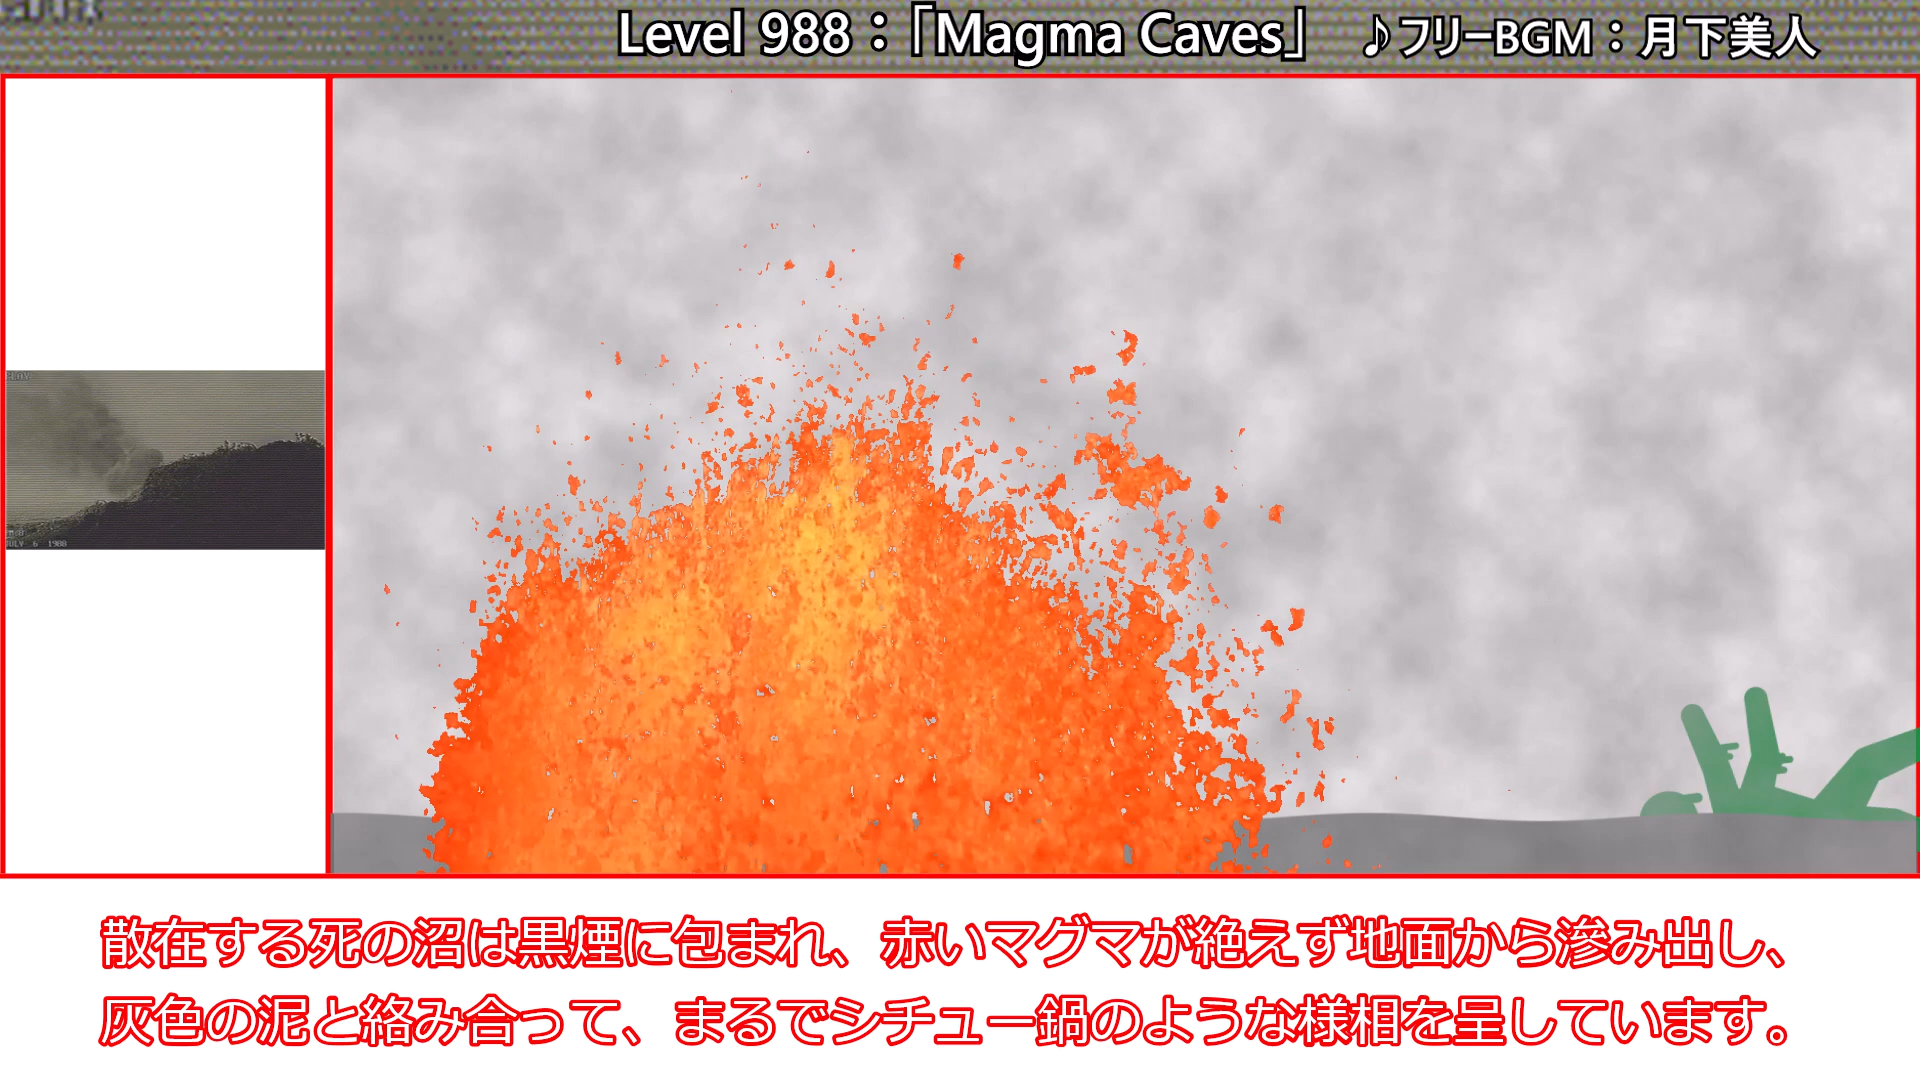 Level 988：「Magma Caves」 ♪フリーBGM：月下美人
PLAY
JULY 6 1988
散在する死の沼は黒煙に包まれ、赤いマグマが絶えず地面から滲み出し、
灰色の泥と絡み合って、まるでシチュー鍋のような様相を呈しています。